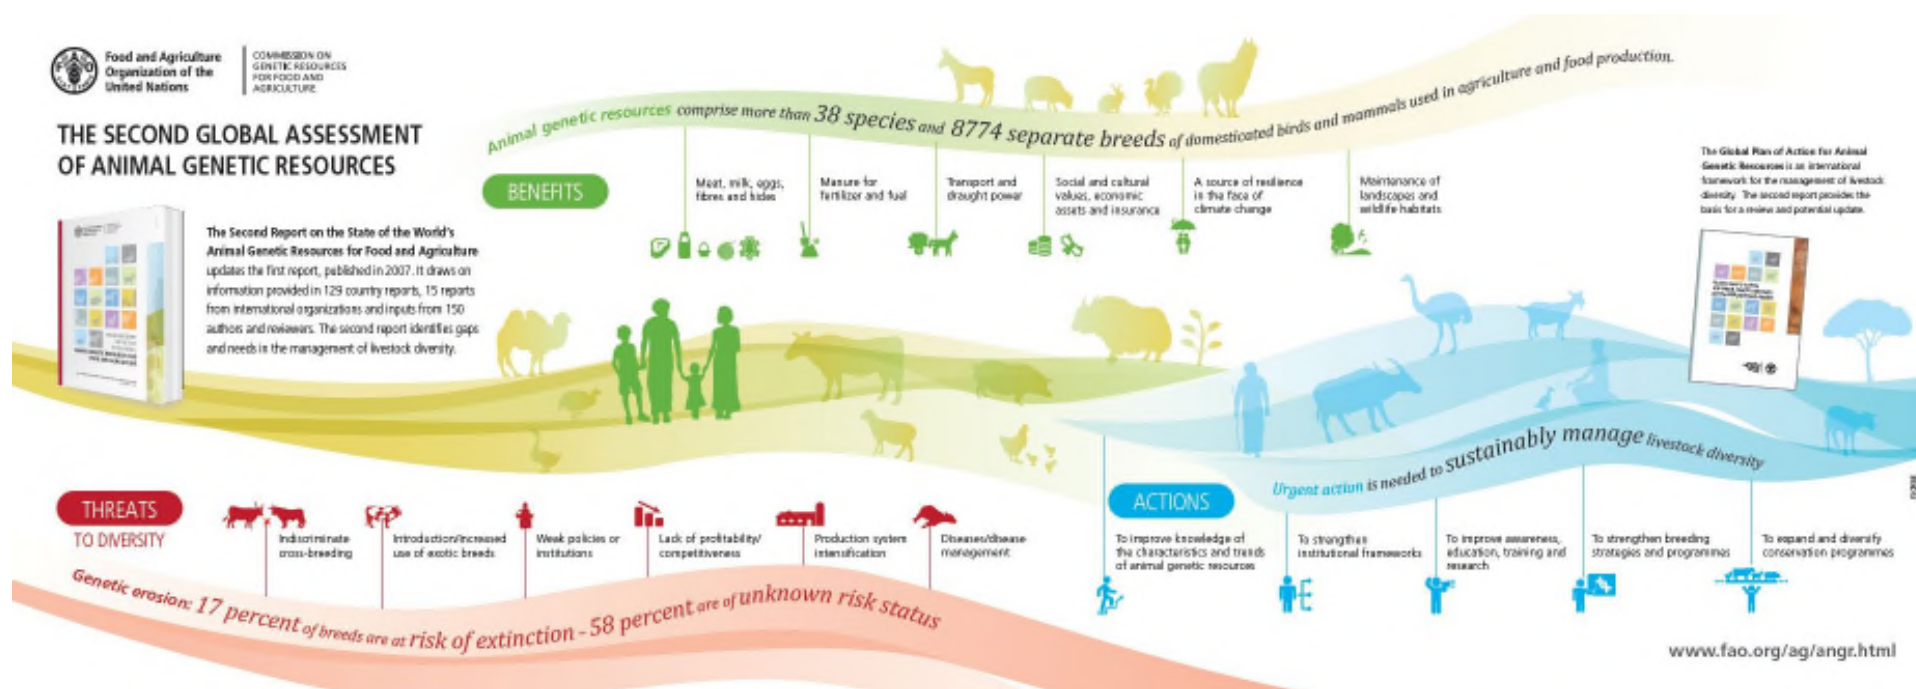 Food and Agriculture
Organization of the
United Nations
COMMISSION ON
GENETIC RESOURCES
FOR FOOD AND
AGRICULTURE
THE SECOND GLOBAL ASSESSMENT
OF ANIMAL GENETIC RESOURCES
The Second Report on the State of the World's
Animal Genetic Resources for Food and Agriculture
updates the first report, published in 2007. It draws on
information provided in 129 country reports, 15 reports
from international organizations and inputs from 150
authors and reviewers. The second report identifies gaps
and needs in the management of livestock diversity.
Animal genetic resources comprise more than 38 species and 8774 separate breeds of domesticated birds and mammals used in agriculture and food production.
BENEFITS
Meat, milk, eggs,
fibres and hides
Manure for
fertilizer and fuel
Transport and
draught power
Social and cultural
values, economic
assets and insurance
A source of resilience
in the face of
climate change
Maintenance of
landscapes and
wildlife habitats
The Global Plan of Action for Animal
Genetic Resources is an international
framework for the management of livestock
diversity. The second report provides the
basis for a review and potential update.
THREATS
TO DIVERSITY
Indiscriminate
cross-breeding
Introduction/increased
use of exotic breeds
Weak policies or
institutions
Lack of profitability/
competitiveness
Production system
intensification
Diseases/disease
management
Genetic erosion: 17 percent of breeds are at risk of extinction - 58 percent are of unknown risk status
Urgent action is needed to sustainably manage livestock diversity
ACTIONS
To improve knowledge of
the characteristics and trends
of animal genetic resources
To strengthen
institutional frameworks
To improve awareness,
education, training and
research
To strengthen breeding
strategies and programmes
To expand and diversify
conservation programmes
www.fao.org/ag/angr.html